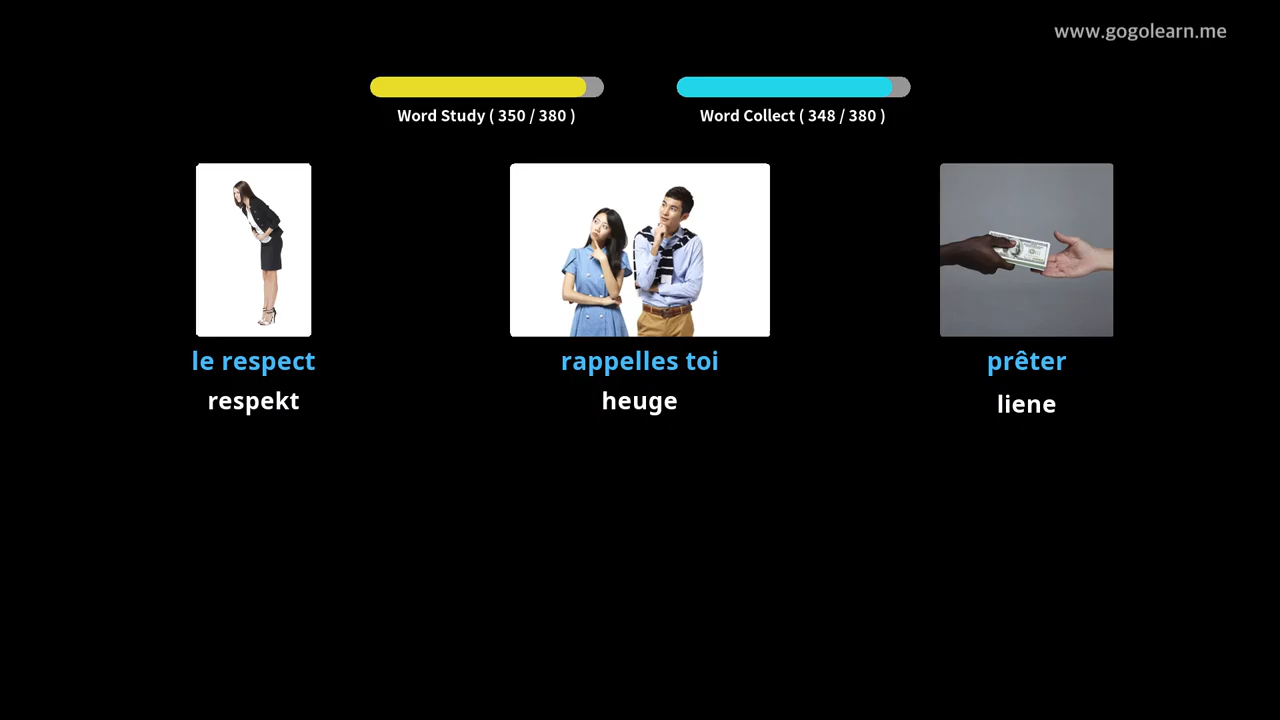 www.gogolearn.me
Word Study ( 350 / 380 )
Word Collect ( 348 / 380 )
le respect
respekt
rappelles toi
heuge
prêter
liene